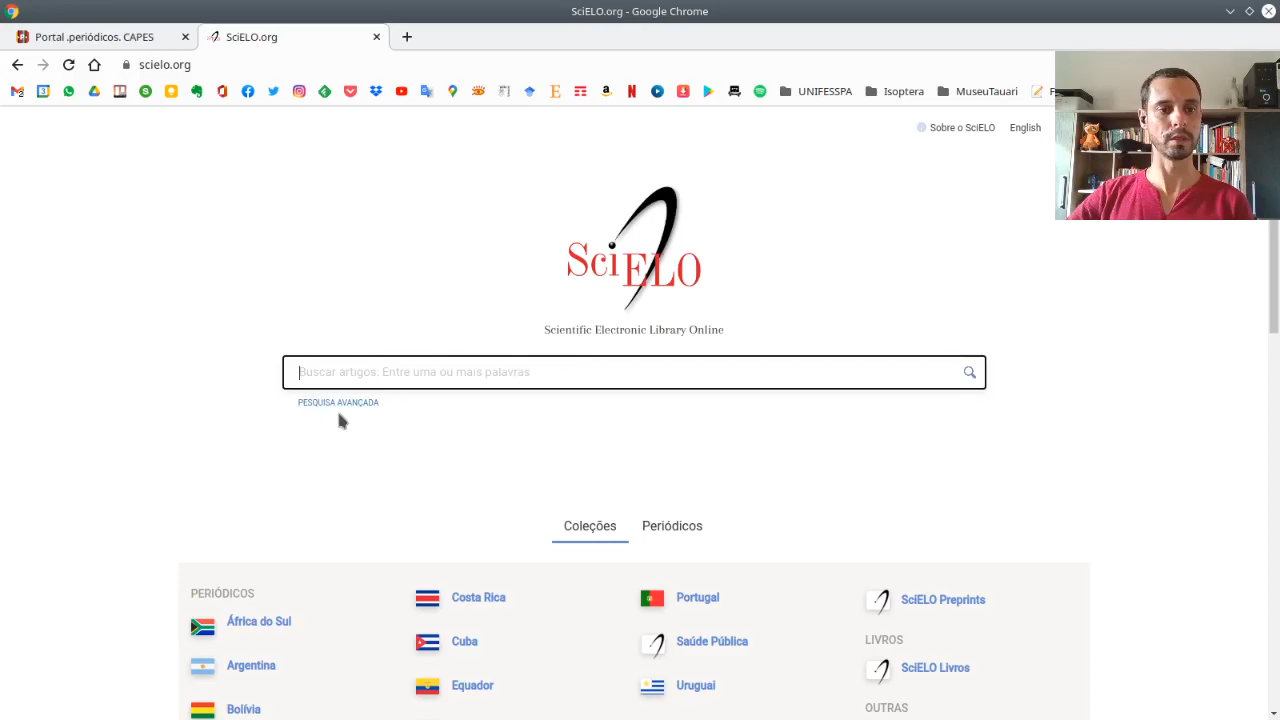 SciELO.org - Google Chrome
Portal .periódicos. CAPES
SciELO.org
scielo.org
UNIFESSPA
Isoptera
MuseuTauari
F
Sobre o SciELO
English
SciELO
Scientific Electronic Library Online
Buscar artigos: Entre uma ou mais palavras
PESQUISA AVANÇADA
Coleções
Periódicos
PERIÓDICOS
África do Sul
Argentina
Bolívia
Costa Rica
Cuba
Equador
Portugal
Saúde Pública
Uruguai
SciELO Preprints
LIVROS
SciELO Livros
OUTRAS